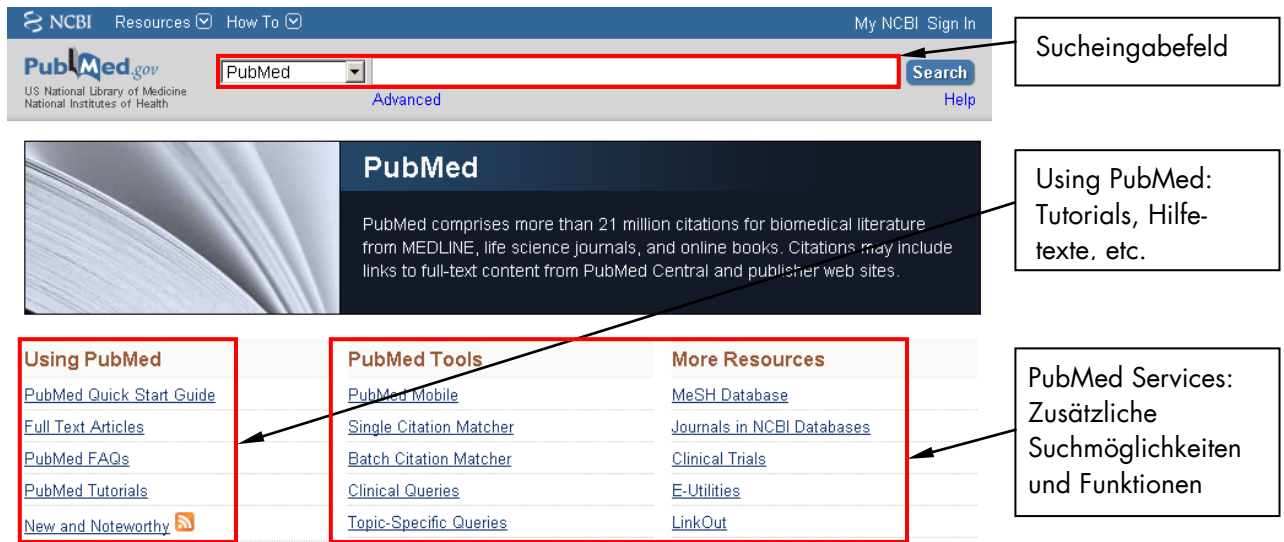 NCBI Resources How To My NCBI Sign In
PubMed.gov
US National Library of Medicine
National Institutes of Health
PubMed
Search
Advanced
Help
Sucheingabefeld
PubMed
PubMed comprises more than 21 million citations for biomedical literature
from MEDLINE, life science journals, and online books. Citations may include
links to full-text content from PubMed Central and publisher web sites.
Using PubMed:
Tutorials, Hilfe-
texte, etc.
Using PubMed
PubMed Quick Start Guide
Full Text Articles
PubMed FAQs
PubMed Tutorials
New and Noteworthy
PubMed Tools
PubMed Mobile
Single Citation Matcher
Batch Citation Matcher
Clinical Queries
Topic-Specific Queries
More Resources
MeSH Database
Journals in NCBI Databases
Clinical Trials
E-Utilities
LinkOut
PubMed Services:
Zusätzliche
Suchmöglichkeiten
und Funktionen